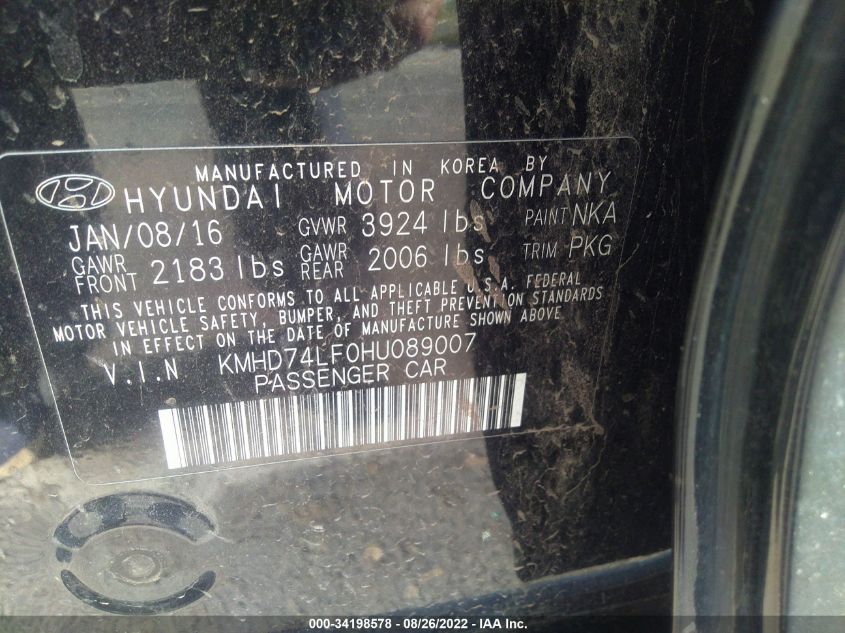 MANUFACTURED IN KOREA BY
HYUNDAI MOTOR COMPANY
JAN/08/16 GVWR 3924 lbs PAINT NKA
GAWR FRONT 2183 lbs GAWR REAR 2006 lbs TRIM PKG
THIS VEHICLE CONFORMS TO ALL APPLICABLE U.S.A. FEDERAL
MOTOR VEHICLE SAFETY, BUMPER, AND THEFT PREVENTION STANDARDS
IN EFFECT ON THE DATE OF MANUFACTURE SHOWN ABOVE
V.I.N KMHD74LF0HU089007
PASSENGER CAR
000-34198578 - 08/26/2022 - IAA Inc.